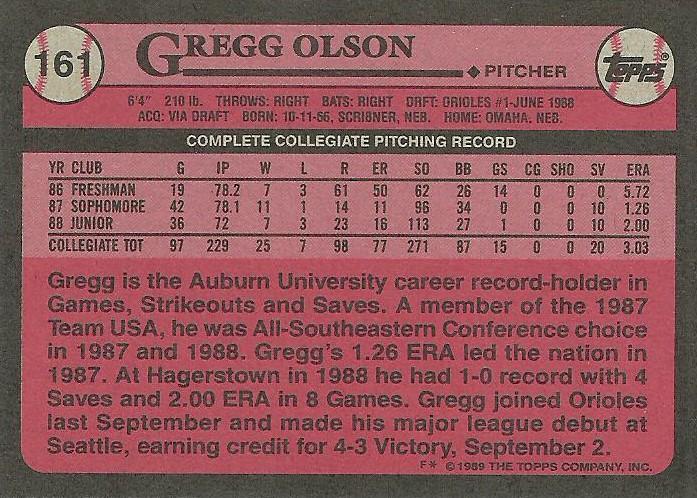 161
GREGG OLSON
PITCHER
topps
6'4" 210 lb. THROWS: RIGHT BATS: RIGHT DRFT: ORIOLES #1-JUNE 1988
ACQ: VIA DRAFT BORN: 10-11-66, SCRIBNER, NEB. HOME: OMAHA, NEB.
COMPLETE COLLEGIATE PITCHING RECORD
YR CLUB G IP W L R ER SO BB GS CG SHO SV ERA
86 FRESHMAN 19 78.2 7 3 61 50 62 26 14 0 0 0 5.72
87 SOPHOMORE 42 78.1 11 1 14 11 96 34 0 0 0 10 1.26
88 JUNIOR 36 72 7 3 23 16 113 27 1 0 0 10 2.00
COLLEGIATE TOT 97 229 25 7 98 77 271 87 15 0 0 20 3.03
Gregg is the Auburn University career record-holder in
Games, Strikeouts and Saves. A member of the 1987
Team USA, he was All-Southeastern Conference choice
in 1987 and 1988. Gregg's 1.26 ERA led the nation in
1987. At Hagerstown in 1988 he had 1-0 record with 4
Saves and 2.00 ERA in 8 Games. Gregg joined Orioles
last September and made his major league debut at
Seattle, earning credit for 4-3 Victory, September 2.
F* © 1989 THE TOPPS COMPANY, INC.